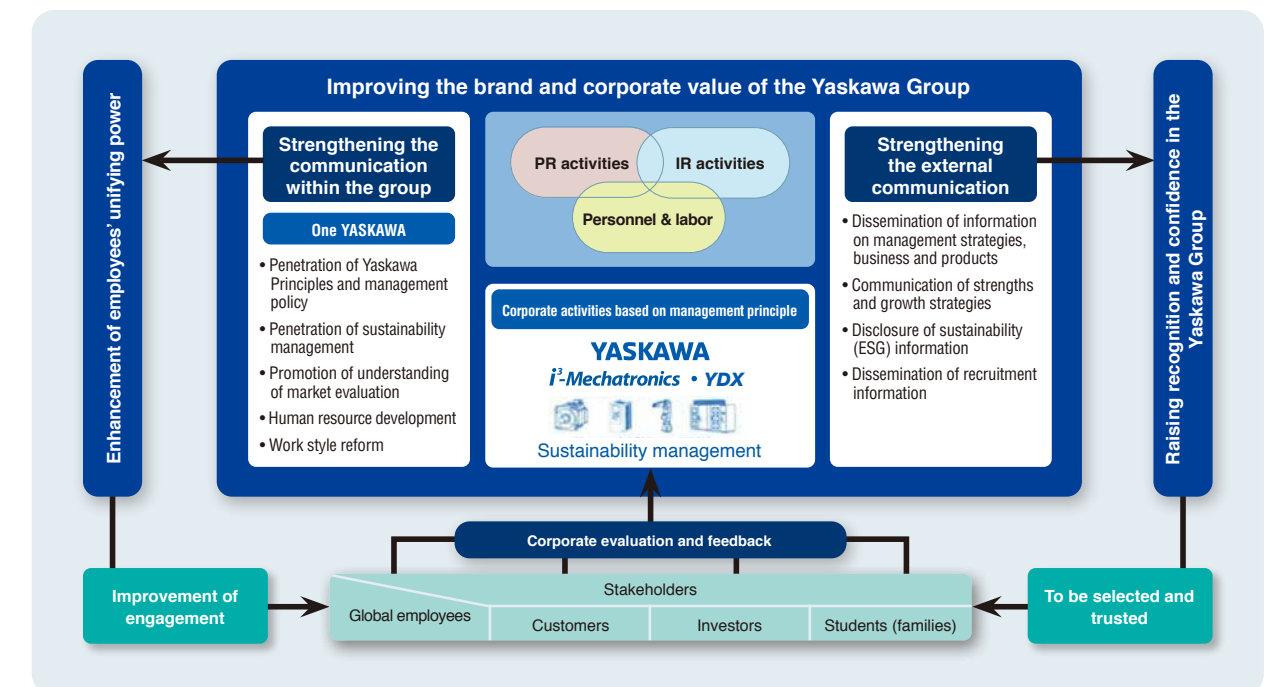 Improving the brand and corporate value of the Yaskawa Group
Enhancement of employees' unifying power
Strengthening the
communication
within the group
One YASKAWA
• Penetration of Yaskawa
Principles and management
policy
• Penetration of sustainability
management
• Promotion of understanding
of market evaluation
• Human resource development
• Work style reform
PR activities
IR activities
Personnel & labor
Corporate activities based on management principle
YASKAWA
i³-Mechatronics • YDX
Sustainability management
Strengthening
the external
communication
• Dissemination of information
on management strategies,
business and products
• Communication of strengths
and growth strategies
• Disclosure of sustainability
(ESG) information
• Dissemination of recruitment
information
Raising recognition and confidence in the
Yaskawa Group
Corporate evaluation and feedback
Improvement of
engagement
Stakeholders
Global employees
Customers
Investors
Students (families)
To be selected and
trusted